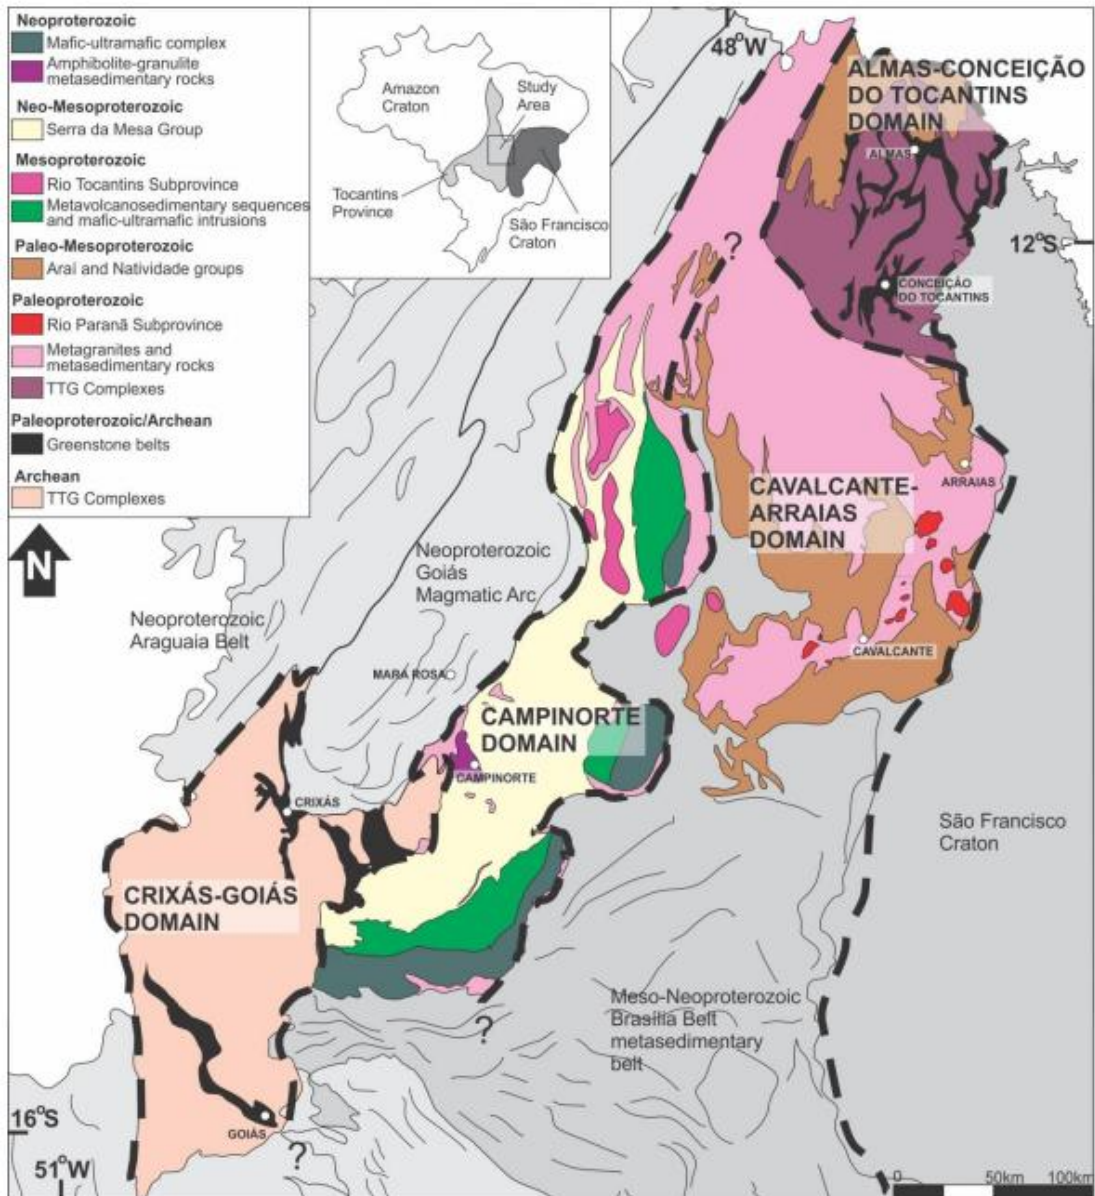 Neoproterozoic
Mafic-ultramafic complex
Amphibolite-granulite
metasedimentary rocks
Neo-Mesoproterozoic
Serra da Mesa Group
Mesoproterozoic
Rio Tocantins Subprovince
Metavolcanosedimentary sequences
and mafic-ultramafic intrusions
Paleo-Mesoproterozoic
Araí and Natividade groups
Paleoproterozoic
Rio Paranã Subprovince
Metagranites and
metasedimentary rocks
TTG Complexes
Paleoproterozoic/Archean
Greenstone belts
Archean
TTG Complexes
N
Amazon
Craton
Study
Area
Tocantins
Province
São Francisco
Craton
48°W
ALMAS-CONCEIÇÃO
DO TOCANTINS
DOMAIN
ALMAS
12°S
?
CONCEIÇÃO
DO TOCANTINS
CAVALCANTE-
ARRAIAS
DOMAIN
ARRAIAS
Neoproterozoic
Goiás
Magmatic Arc
Neoproterozoic
Araguaia Belt
CAVALCANTE
MARA ROSA
CAMPINORTE
DOMAIN
CAMPINORTE
CRIXÁS
São Francisco
Craton
CRIXÁS-GOIÁS
DOMAIN
Meso-Neoproterozoic
Brasília Belt
metasedimentary
belt
?
16°S
GOIÁS
?
51°W
0 50km 100km